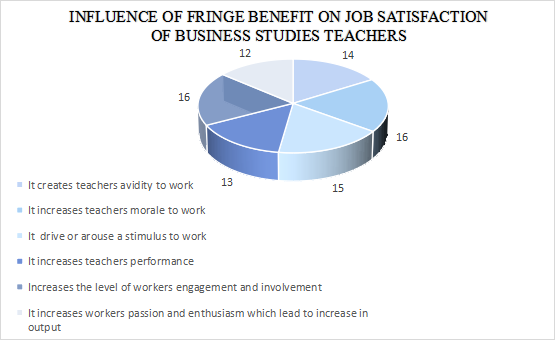 INFLUENCE OF FRINGE BENEFIT ON JOB SATISFACTION
OF BUSINESS STUDIES TEACHERS
12
14
16
16
15
13
It creates teachers avidity to work
It increases teachers morale to work
It drive or arouse a stimulus to work
It increases teachers performance
Increases the level of workers engagement and involvement
It increases workers passion and enthusiasm which lead to increase in
output